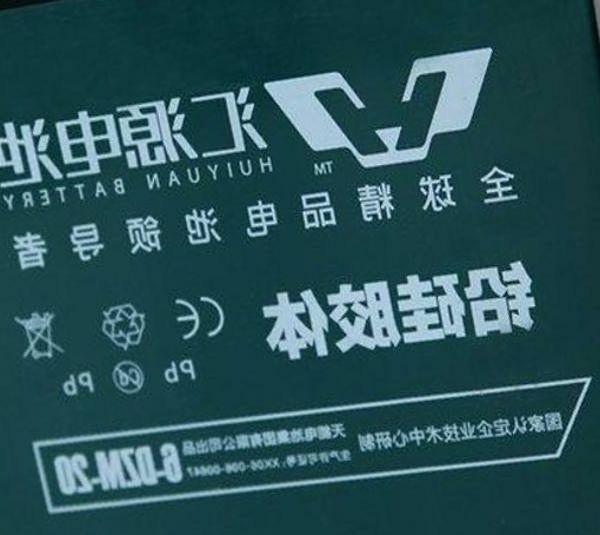 汇源电池
HUIYUAN BATTERY
TM
全球精品电池领导者
铅硅胶体
CE
Pb Cd Pb
国家认定企业技术中心研制
天能电池集团有限公司出品
生产许可证号：XK06-096-00647
6-DZM-20